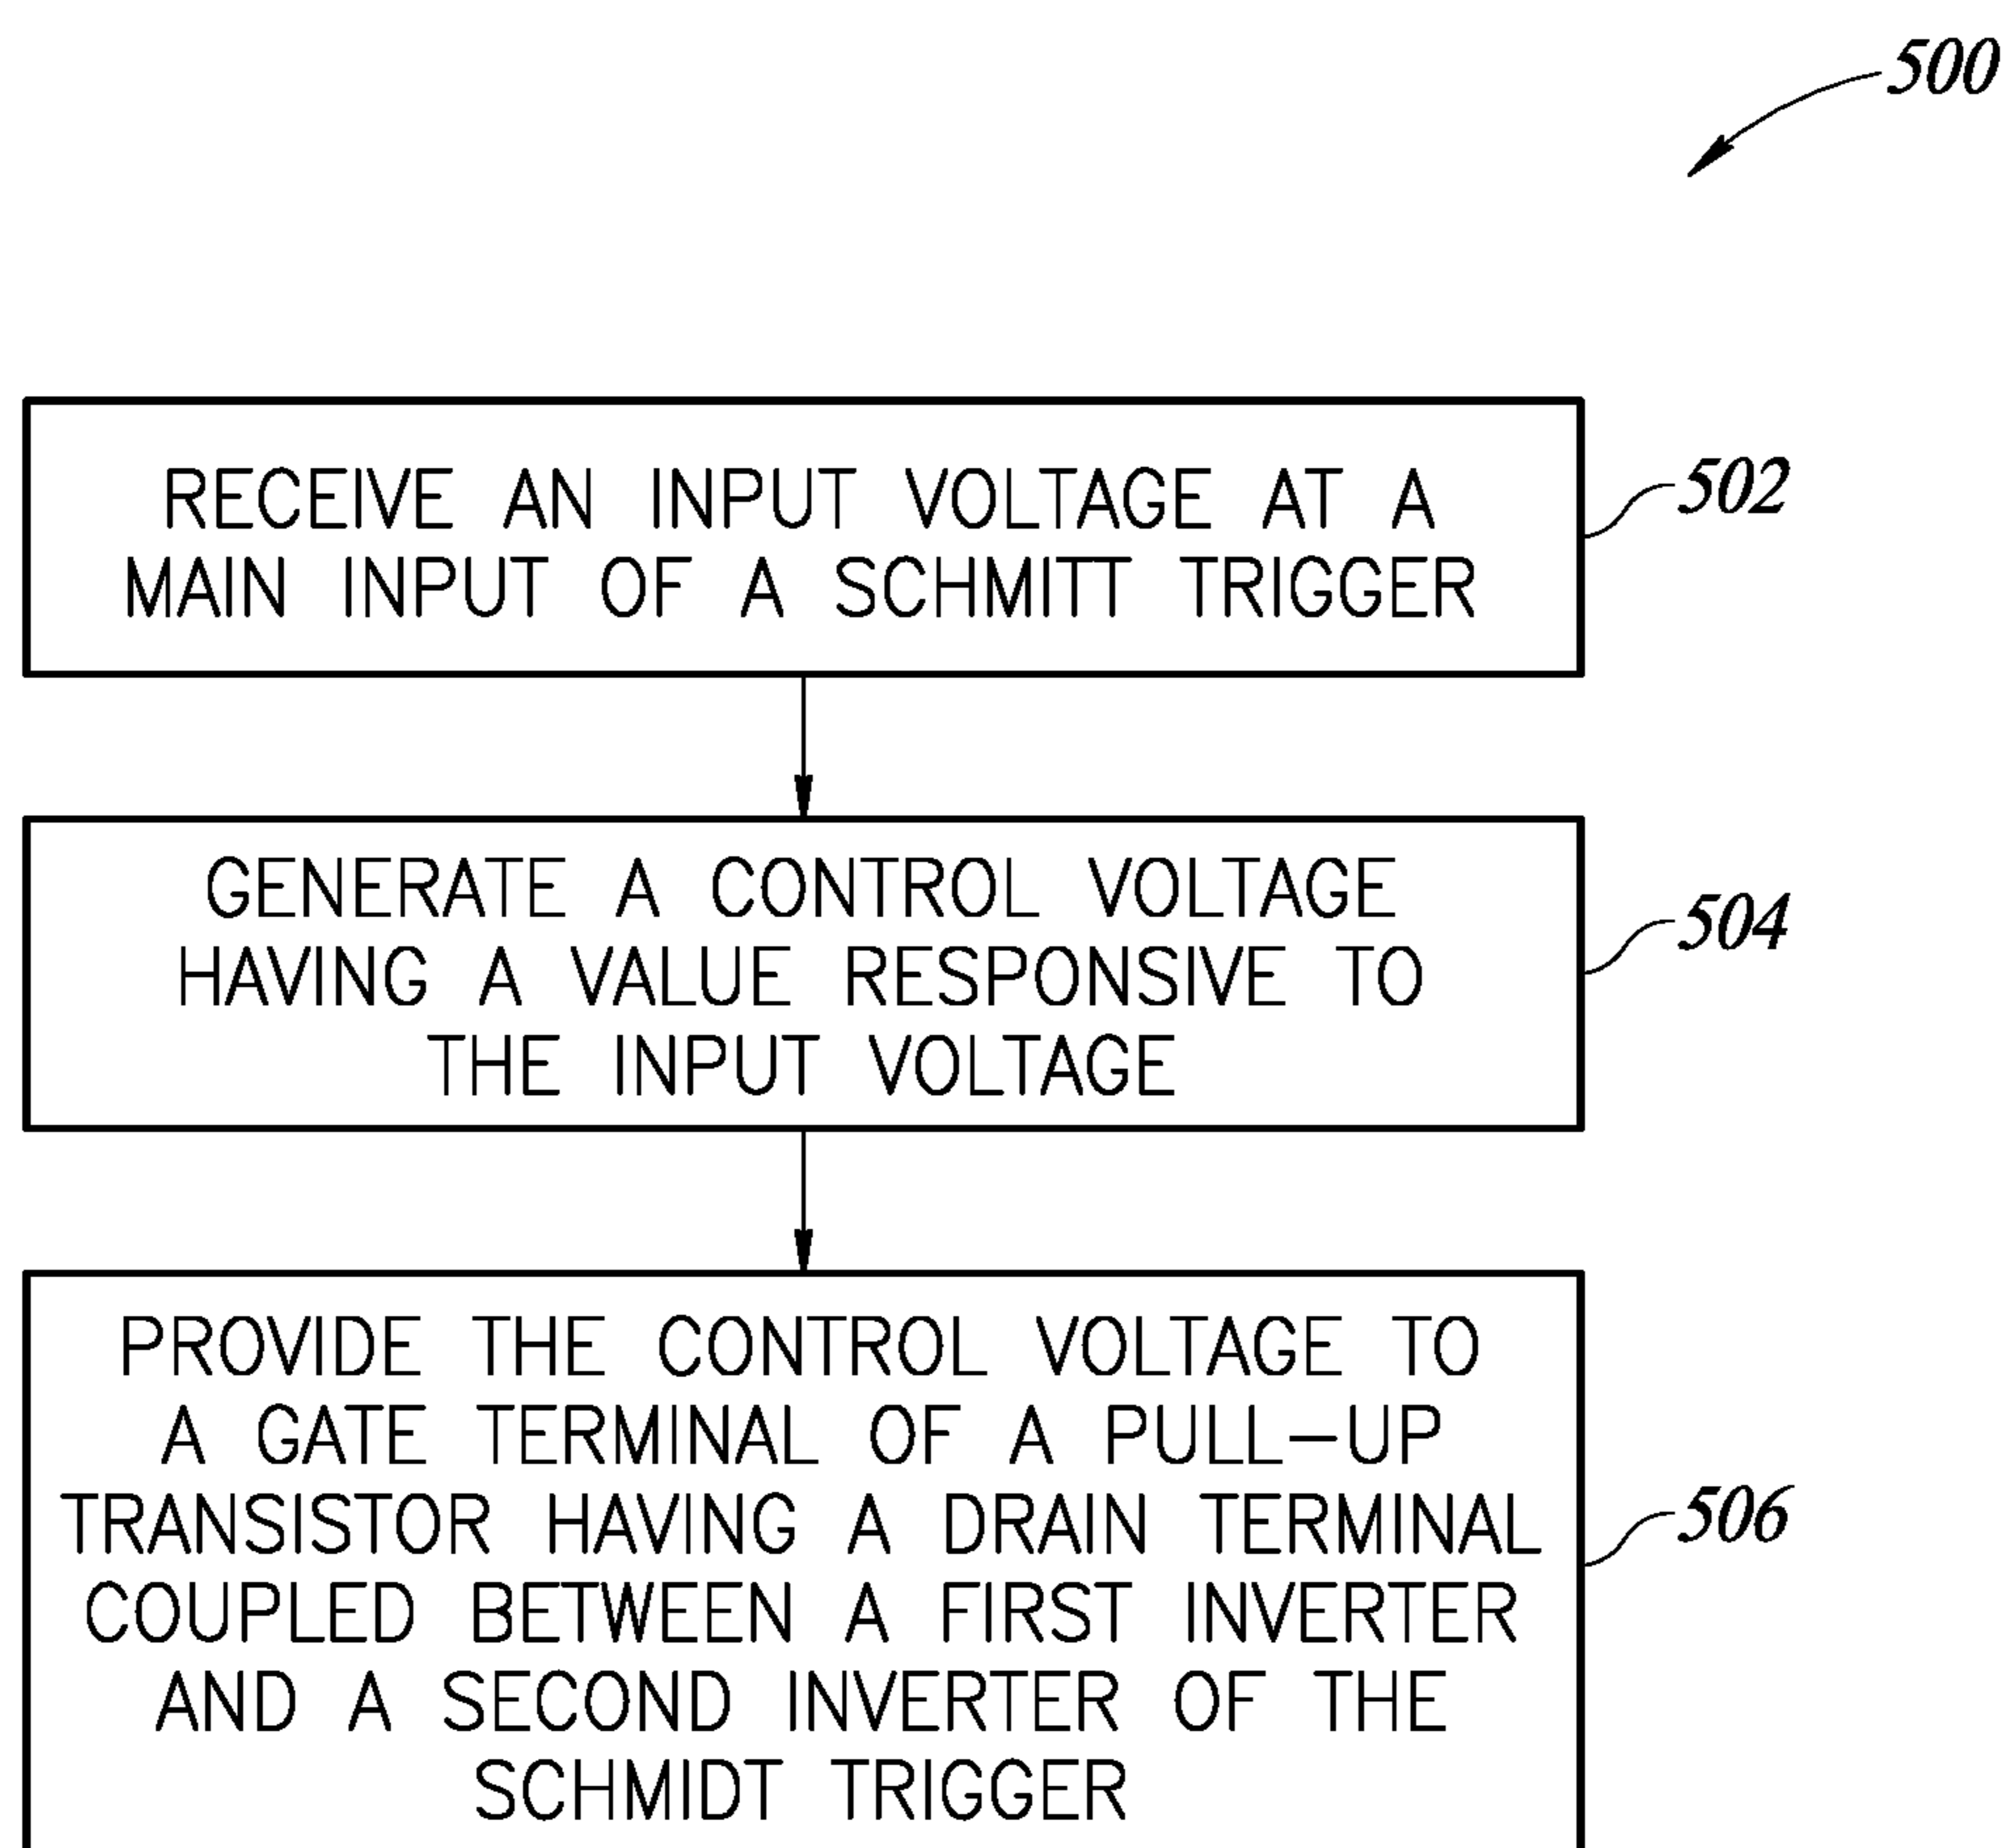 500
RECEIVE AN INPUT VOLTAGE AT A
MAIN INPUT OF A SCHMITT TRIGGER
502
GENERATE A CONTROL VOLTAGE
HAVING A VALUE RESPONSIVE TO
THE INPUT VOLTAGE
504
PROVIDE THE CONTROL VOLTAGE TO
A GATE TERMINAL OF A PULL-UP
TRANSISTOR HAVING A DRAIN TERMINAL
COUPLED BETWEEN A FIRST INVERTER
AND A SECOND INVERTER OF THE
SCHMIDT TRIGGER
506